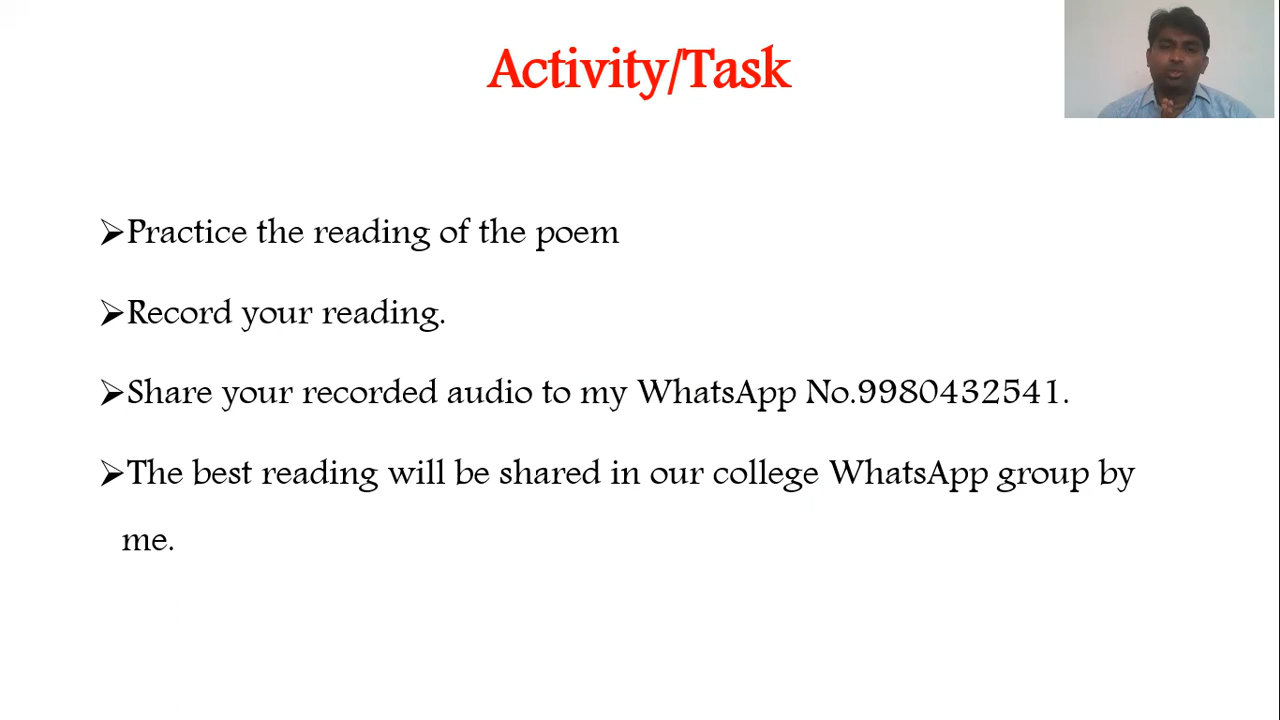 Activity/Task
➢Practice the reading of the poem
➢Record your reading.
➢Share your recorded audio to my WhatsApp No.9980432541.
➢The best reading will be shared in our college WhatsApp group by
me.